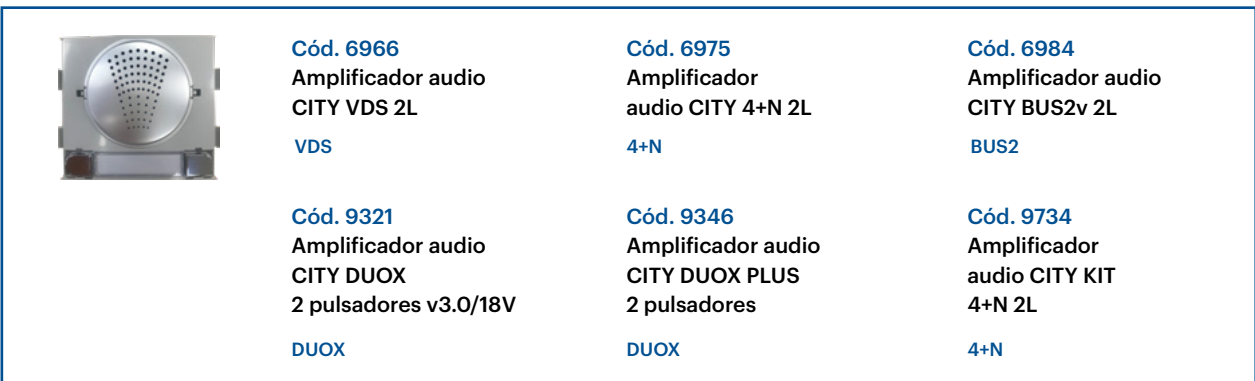 Cód. 6966
Amplificador audio
CITY VDS 2L
VDS
Cód. 6975
Amplificador
audio CITY 4+N 2L
4+N
Cód. 6984
Amplificador audio
CITY BUS2v 2L
BUS2
Cód. 9321
Amplificador audio
CITY DUOX
2 pulsadores v3.0/18V
DUOX
Cód. 9346
Amplificador audio
CITY DUOX PLUS
2 pulsadores
DUOX
Cód. 9734
Amplificador
audio CITY KIT
4+N 2L
4+N